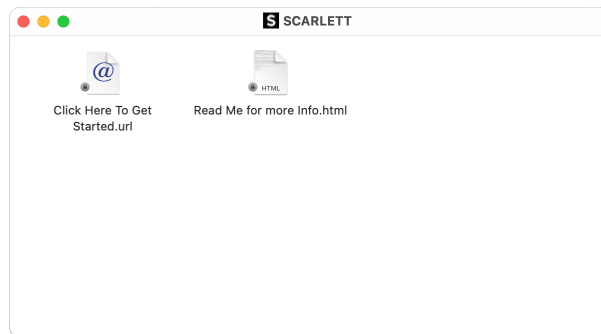 S SCARLETT
@
HTML
Click Here To Get
Started.url
Read Me for more Info.html